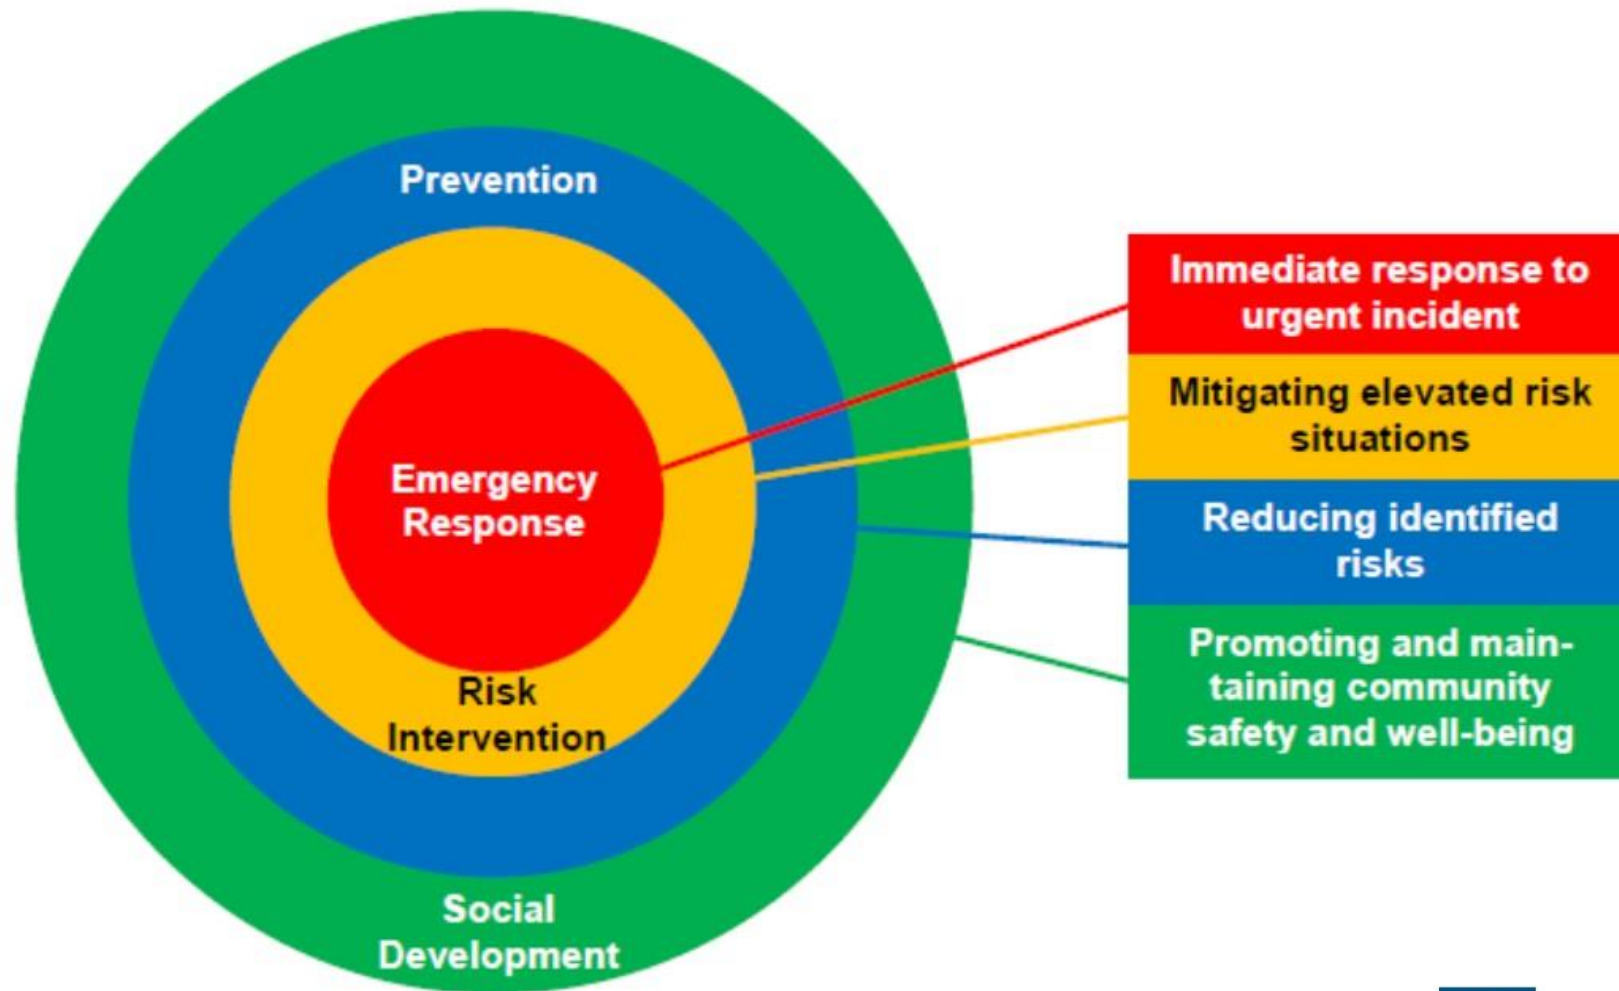 Prevention
Emergency
Response
Risk
Intervention
Social
Development
Immediate response to
urgent incident
Mitigating elevated risk
situations
Reducing identified
risks
Promoting and main-
taining community
safety and well-being